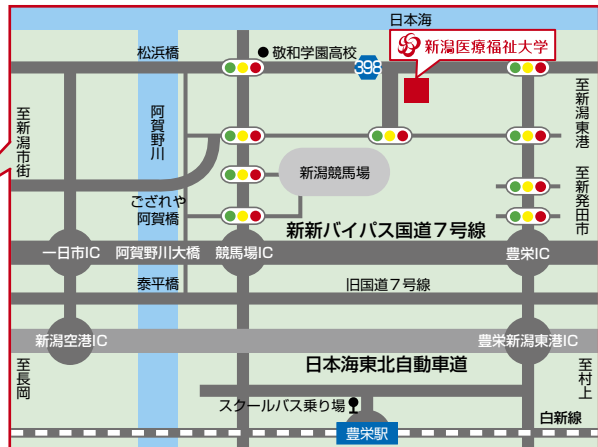 日本海
松浜橋
敬和学園高校
398
新潟医療福祉大学
至新潟市街
阿賀野川
至新潟東港
新潟競馬場
ござれや
阿賀橋
至新発田市
新新バイパス国道7号線
一日市IC
阿賀野川大橋
競馬場IC
豊栄IC
泰平橋
旧国道7号線
新潟空港IC
豊栄新潟東港IC
至長岡
日本海東北自動車道
至村上
スクールバス乗り場
白新線
豊栄駅